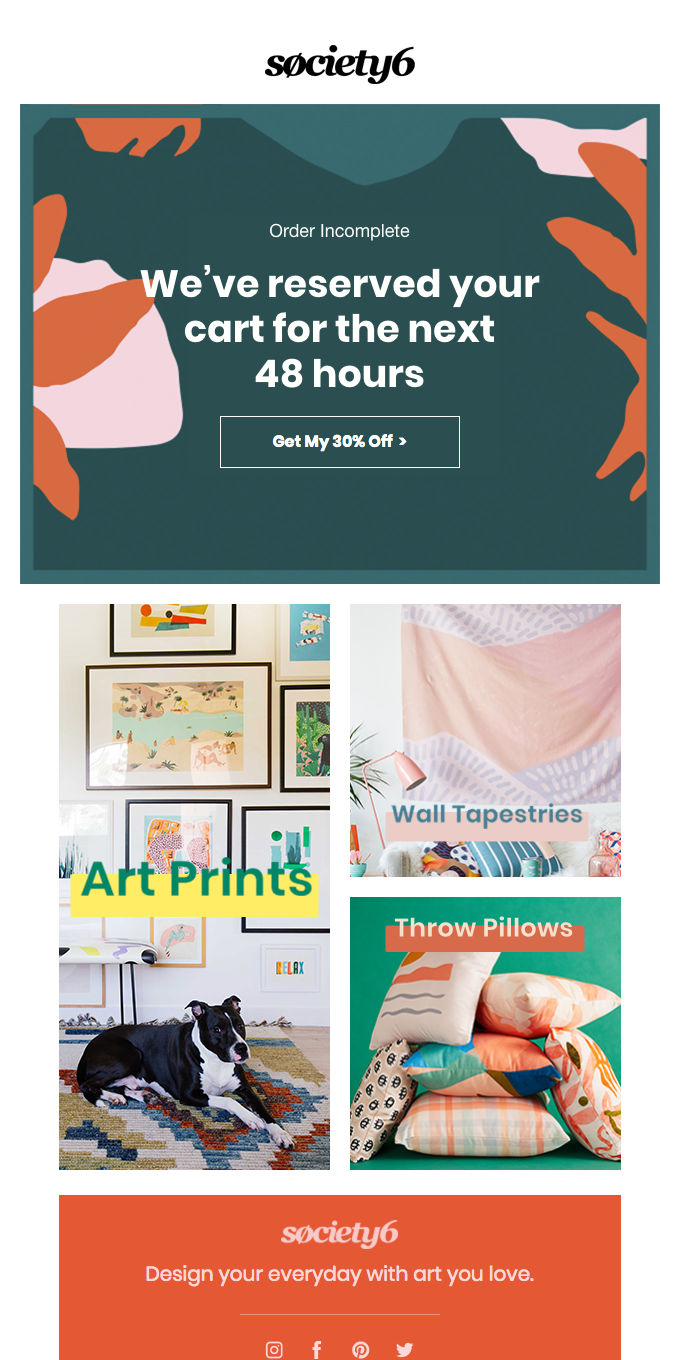 søciety6
Order Incomplete
We’ve reserved your
cart for the next
48 hours
Get My 30% Off >
Art Prints
RELAX
Wall Tapestries
Throw Pillows
søciety6
Design your everyday with art you love.